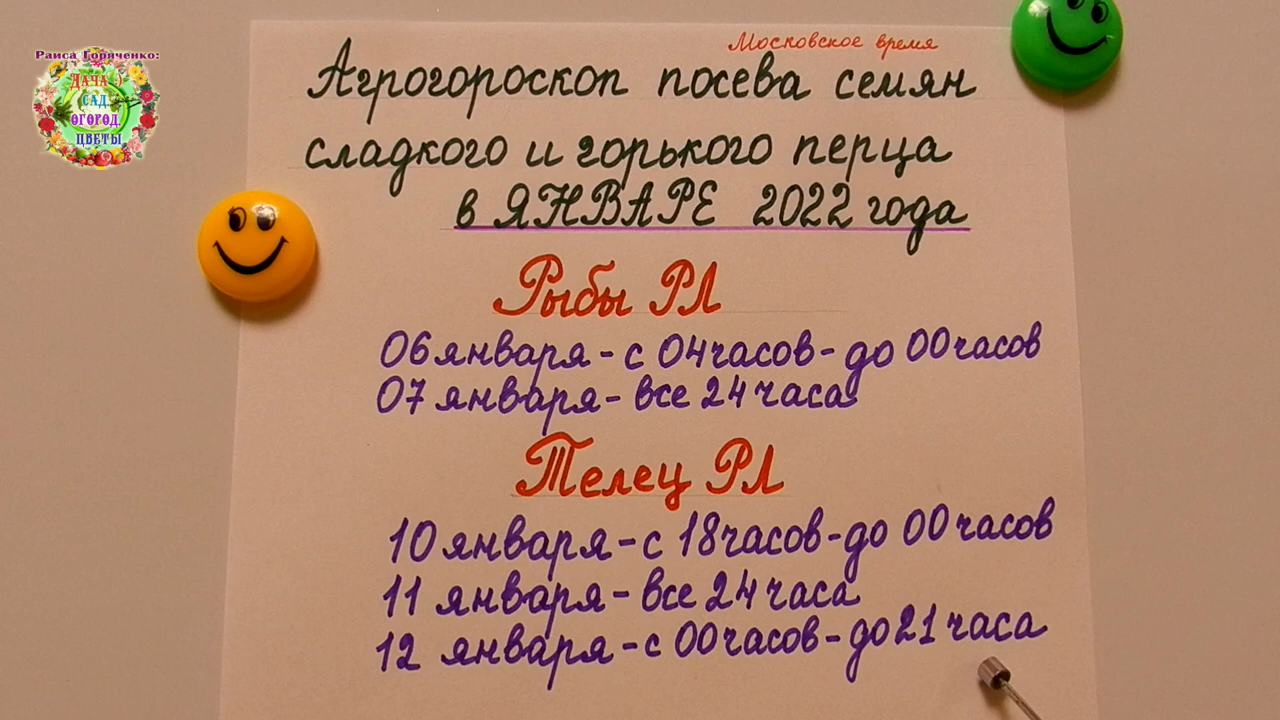 Раиса Горяченко:
ДАЧА,
САД,
ОГОРОД,
ЦВЕТЫ
Московское время
Агрогороскоп посева семян
сладкого и горького перца
в ЯНВАРЕ 2022 года
Рыбы РЛ
06 января - с 04 часов - до 00 часов
07 января - все 24 часа
Телец РЛ
10 января - с 18 часов - до 00 часов
11 января - все 24 часа
12 января - с 00 часов - до 21 часа